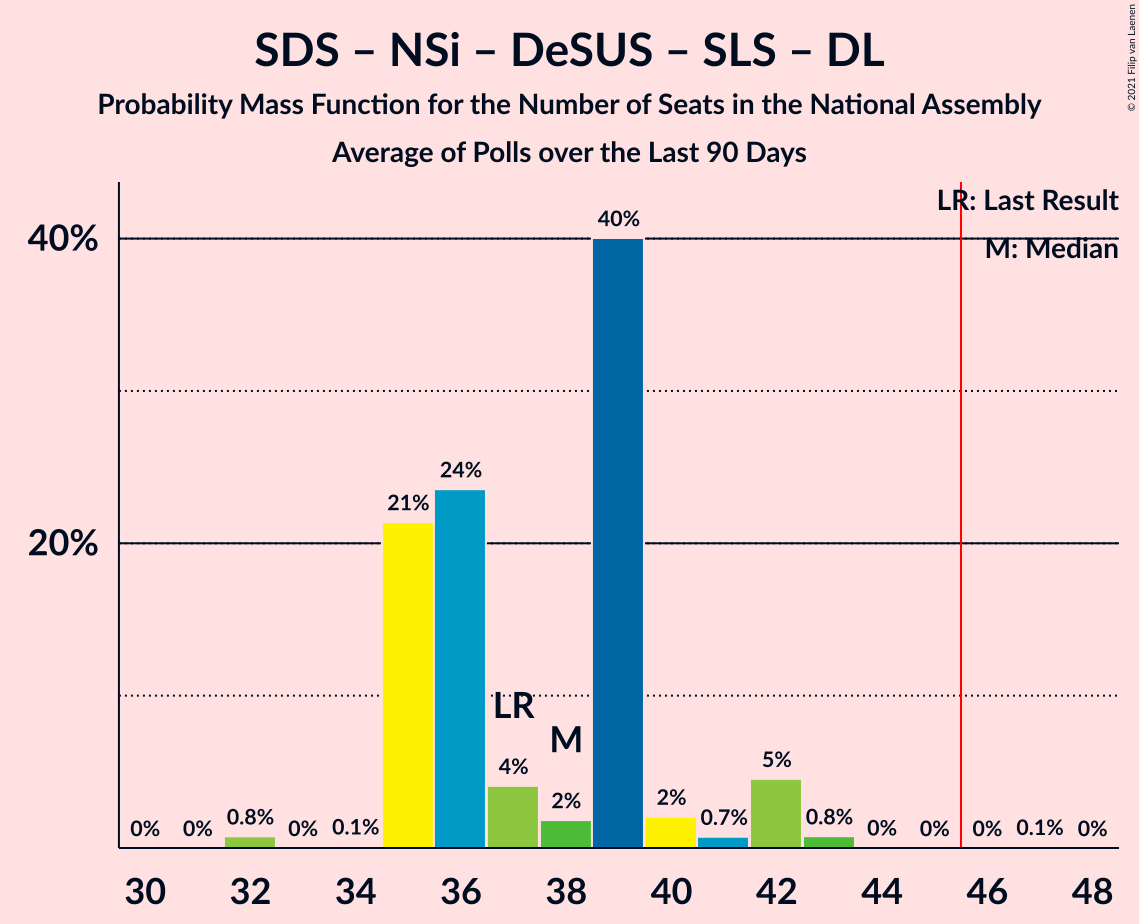 SDS – NSi – DeSUS – SLS – DL
Probability Mass Function for the Number of Seats in the National Assembly
Average of Polls over the Last 90 Days
© 2021 Filip van Laenen
LR: Last Result
M: Median
40%
20%
0%
0%
0.8%
0%
0.1%
21%
24%
LR
4%
M
2%
40%
2%
0.7%
5%
0.8%
0%
0%
0%
0.1%
0%
30 32 34 36 38 40 42 44 46 48